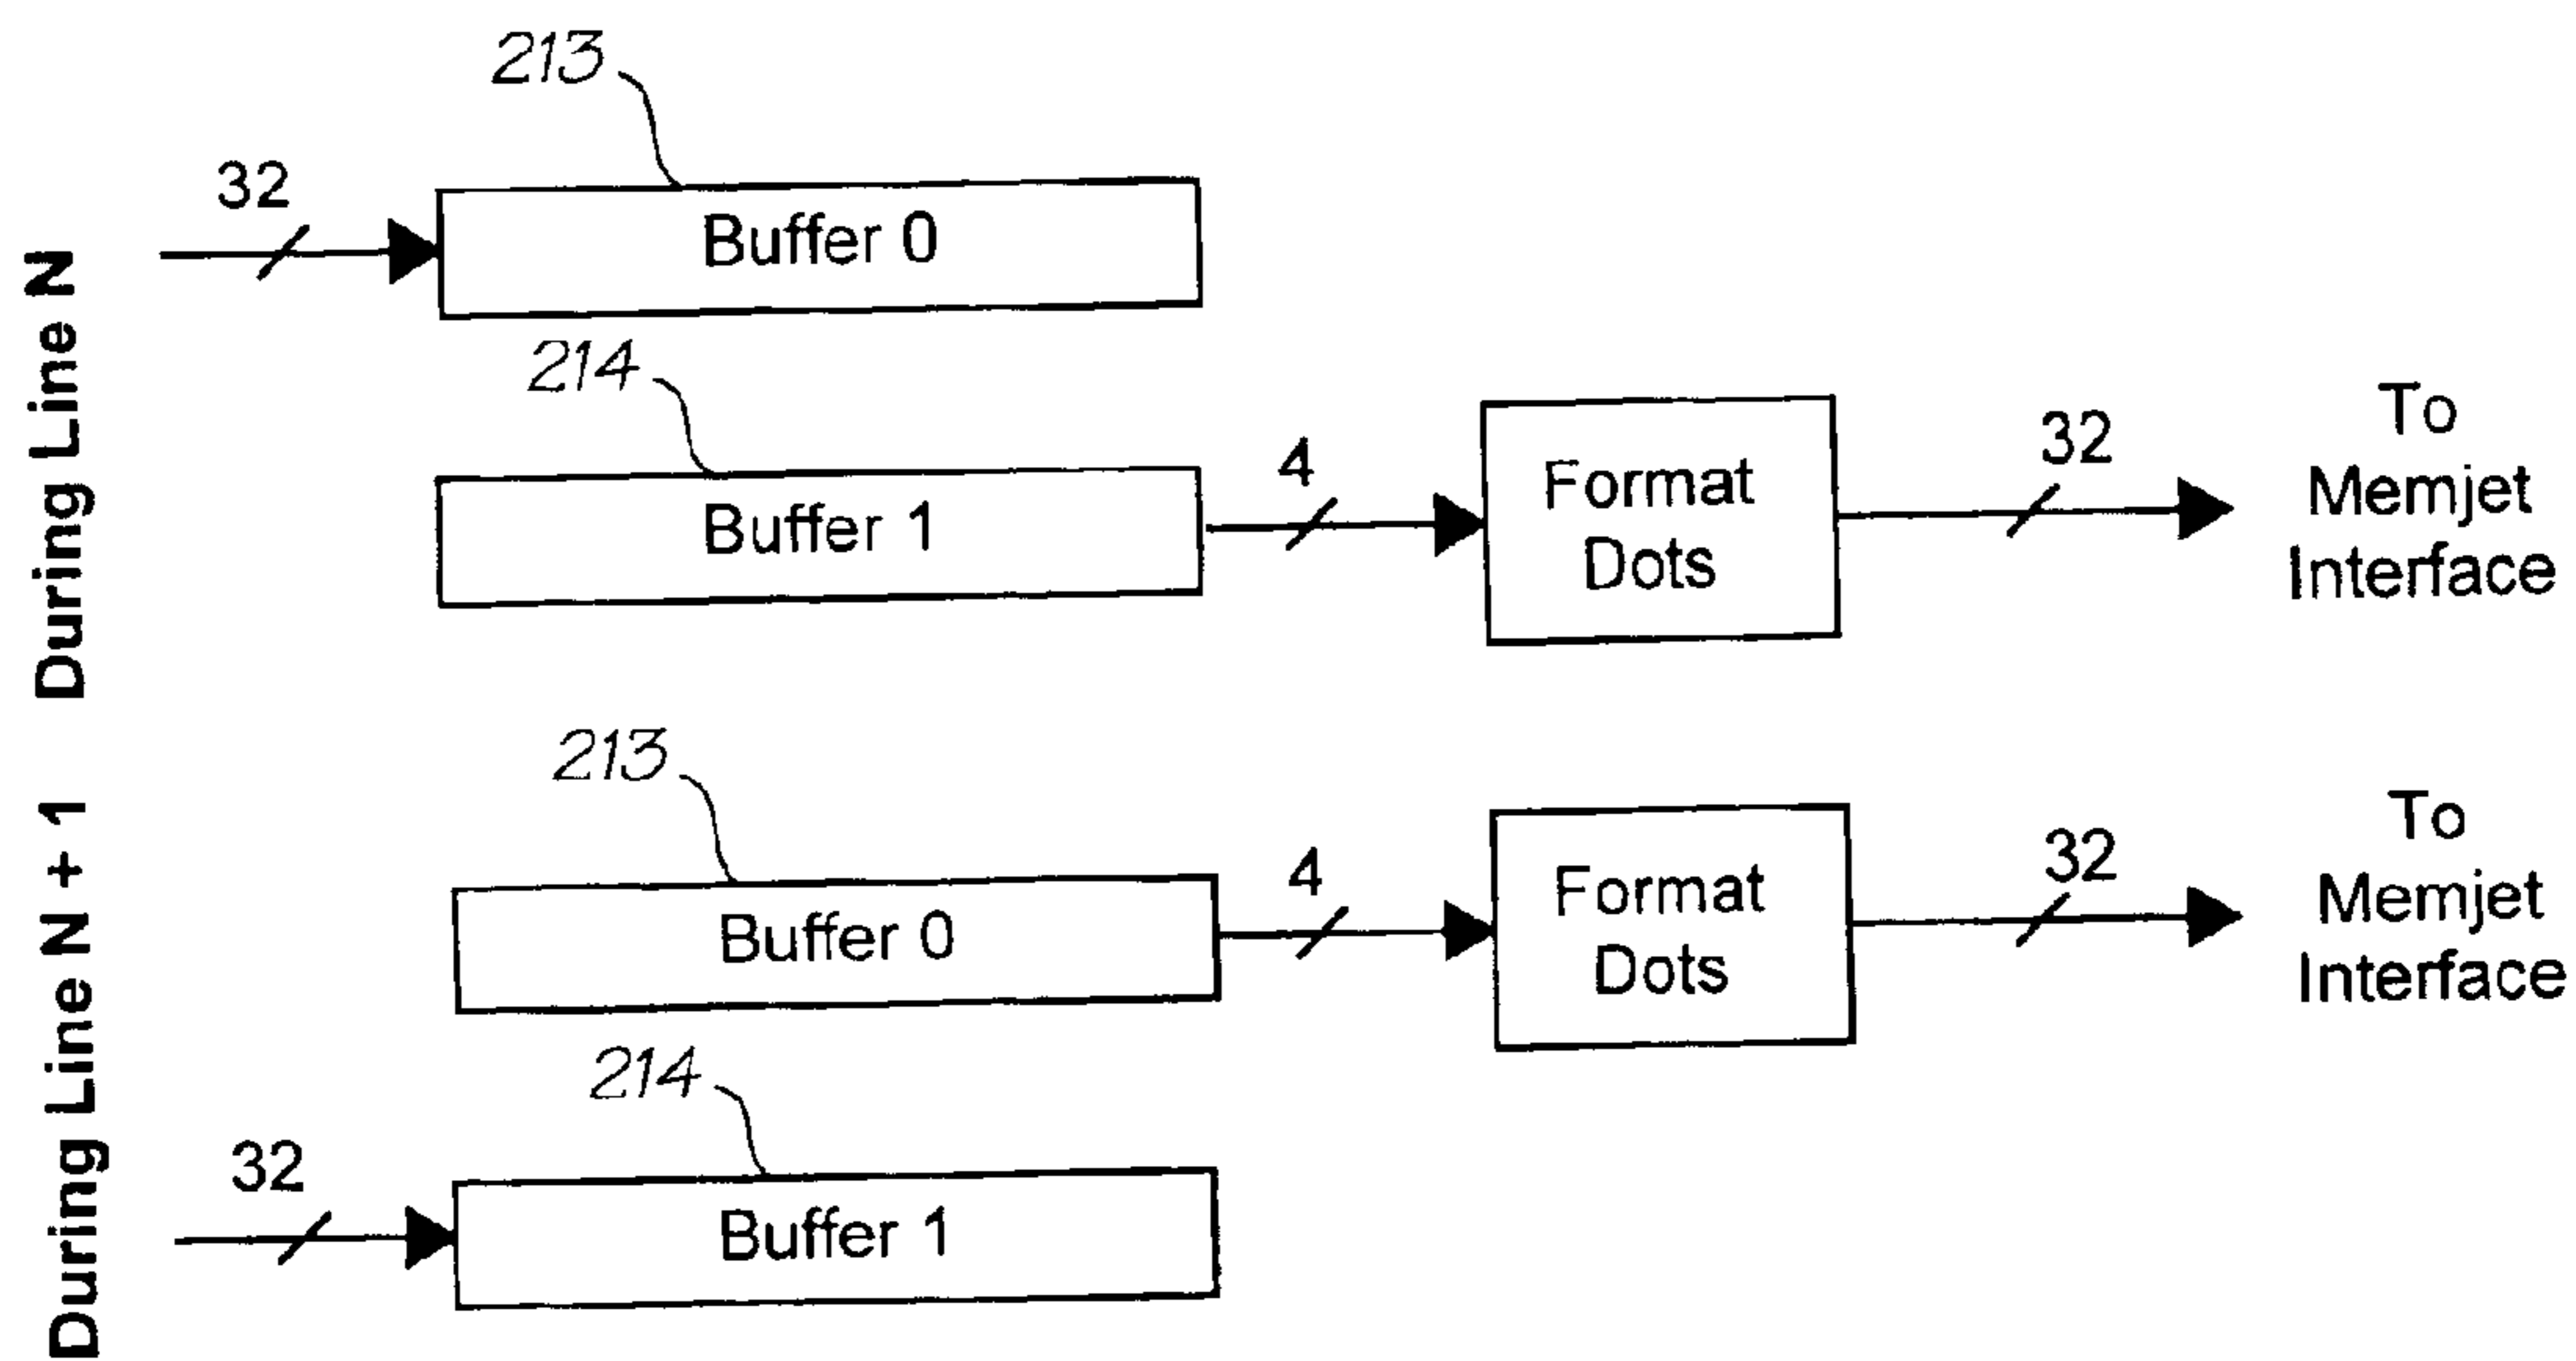 During Line N
213
32
Buffer 0
214
Buffer 1
4
Format
Dots
32
To
Memjet
Interface
During Line N + 1
213
Buffer 0
4
Format
Dots
32
To
Memjet
Interface
214
32
Buffer 1